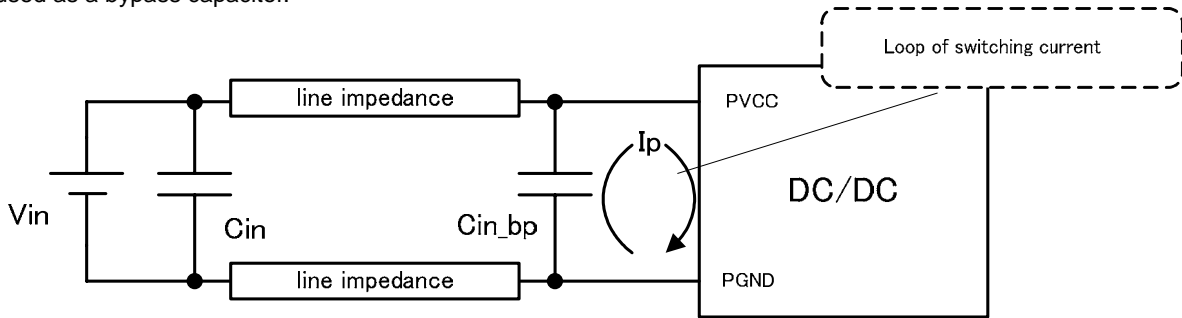 used as a bypass capacitor.
Loop of switching current
line impedance
PVCC
Ip
DC/DC
Vin
Cin
Cin_bp
line impedance
PGND